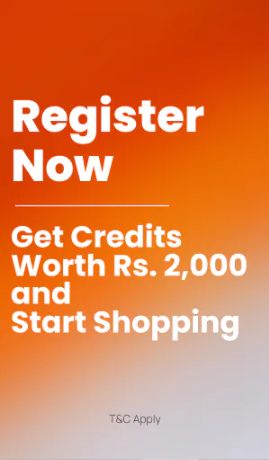 Register
Now
Get Credits
Worth Rs. 2,000
and
Start Shopping
T&C Apply